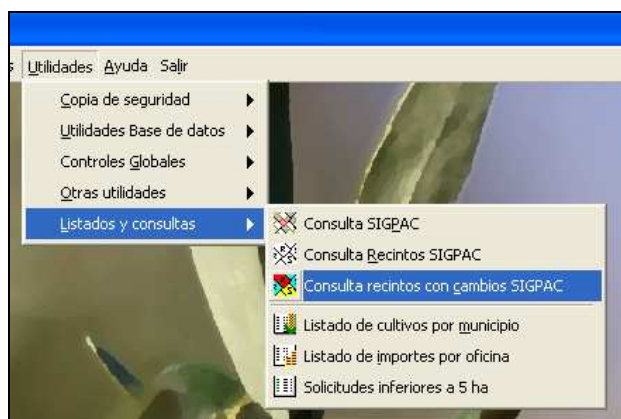 Utilidades Ayuda Salir
Copia de seguridad
Utilidades Base de datos
Controles Globales
Otras utilidades
Listados y consultas
Consulta SIGPAC
Consulta Recintos SIGPAC
Consulta recintos con cambios SIGPAC
Listado de cultivos por municipio
Listado de importes por oficina
Solicitudes inferiores a 5 ha